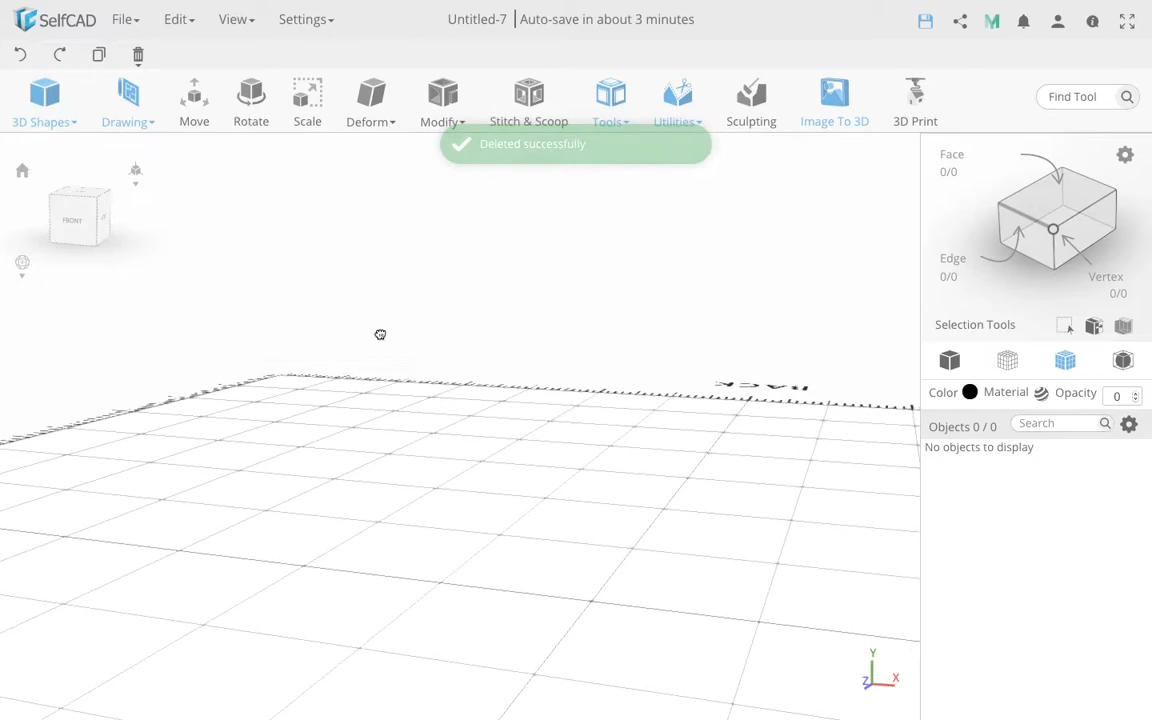 SelfCAD File Edit View Settings Untitled-7 Auto-save in about 3 minutes
3D Shapes Drawing Move Rotate Scale Deform Modify Stitch & Scoop Tools Utilities Sculpting Image To 3D 3D Print Find Tool
Deleted successfully
Face
0/0
Edge
0/0
Vertex
0/0
FRONT
Selection Tools
Color Material Opacity 0
Objects 0 / 0 Search
No objects to display
BACK
Y
Z X